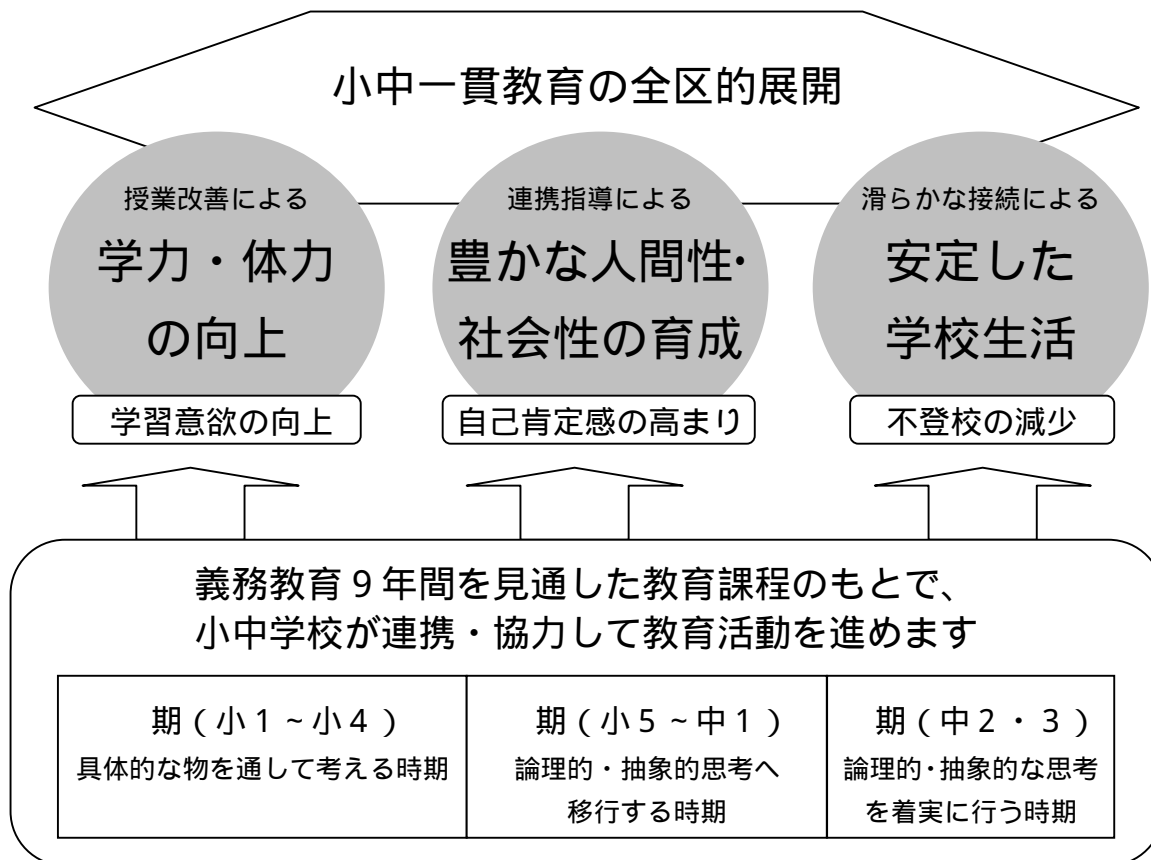 小中一貫教育の全区的展開
授業改善による
学力・体力
の向上
学習意欲の向上
連携指導による
豊かな人間性・
社会性の育成
自己肯定感の高まり
滑らかな接続による
安定した
学校生活
不登校の減少
義務教育９年間を見通した教育課程のもとで、
小中学校が連携・協力して教育活動を進めます
期（小１～小４）
具体的な物を通して考える時期
期（小５～中１）
論理的・抽象的思考へ
移行する時期
期（中２・３）
論理的・抽象的な思考
を着実に行う時期